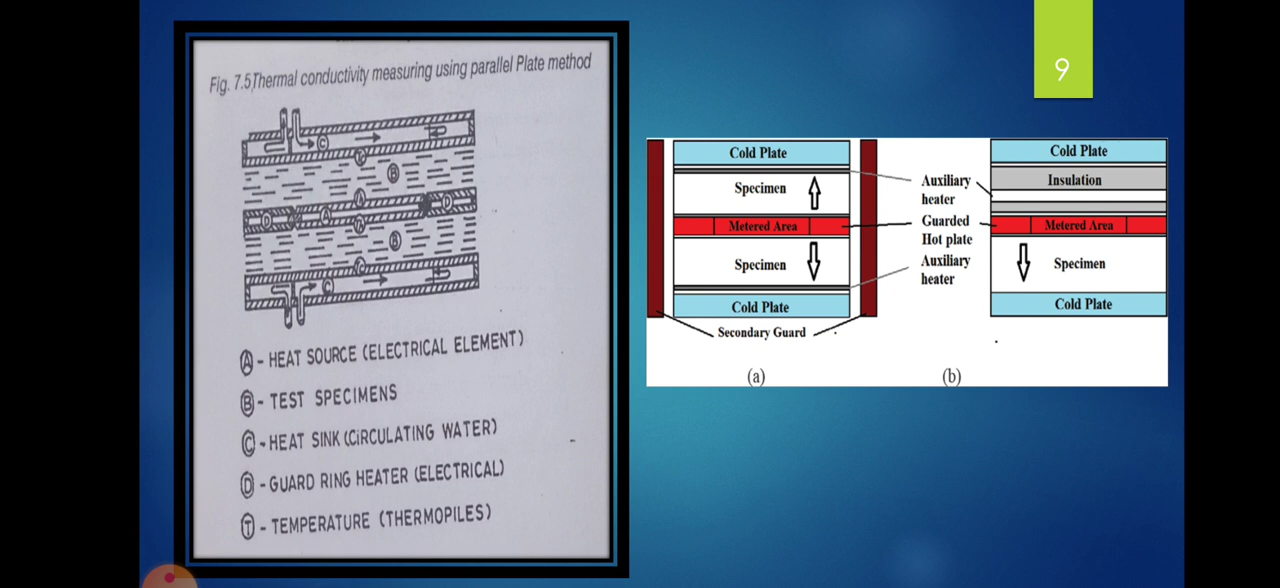 9
Fig. 7.5 Thermal conductivity measuring using parallel Plate method
C
B
A
D
A
D
B
C
C
A - HEAT SOURCE (ELECTRICAL ELEMENT)
B - TEST SPECIMENS
C - HEAT SINK (CIRCULATING WATER)
D - GUARD RING HEATER (ELECTRICAL)
T - TEMPERATURE (THERMOPILES)
Cold Plate
Specimen
Metered Area
Specimen
Cold Plate
Secondary Guard
(a)
Auxiliary
heater
Guarded
Hot plate
Auxiliary
heater
Cold Plate
Insulation
Metered Area
Specimen
Cold Plate
(b)